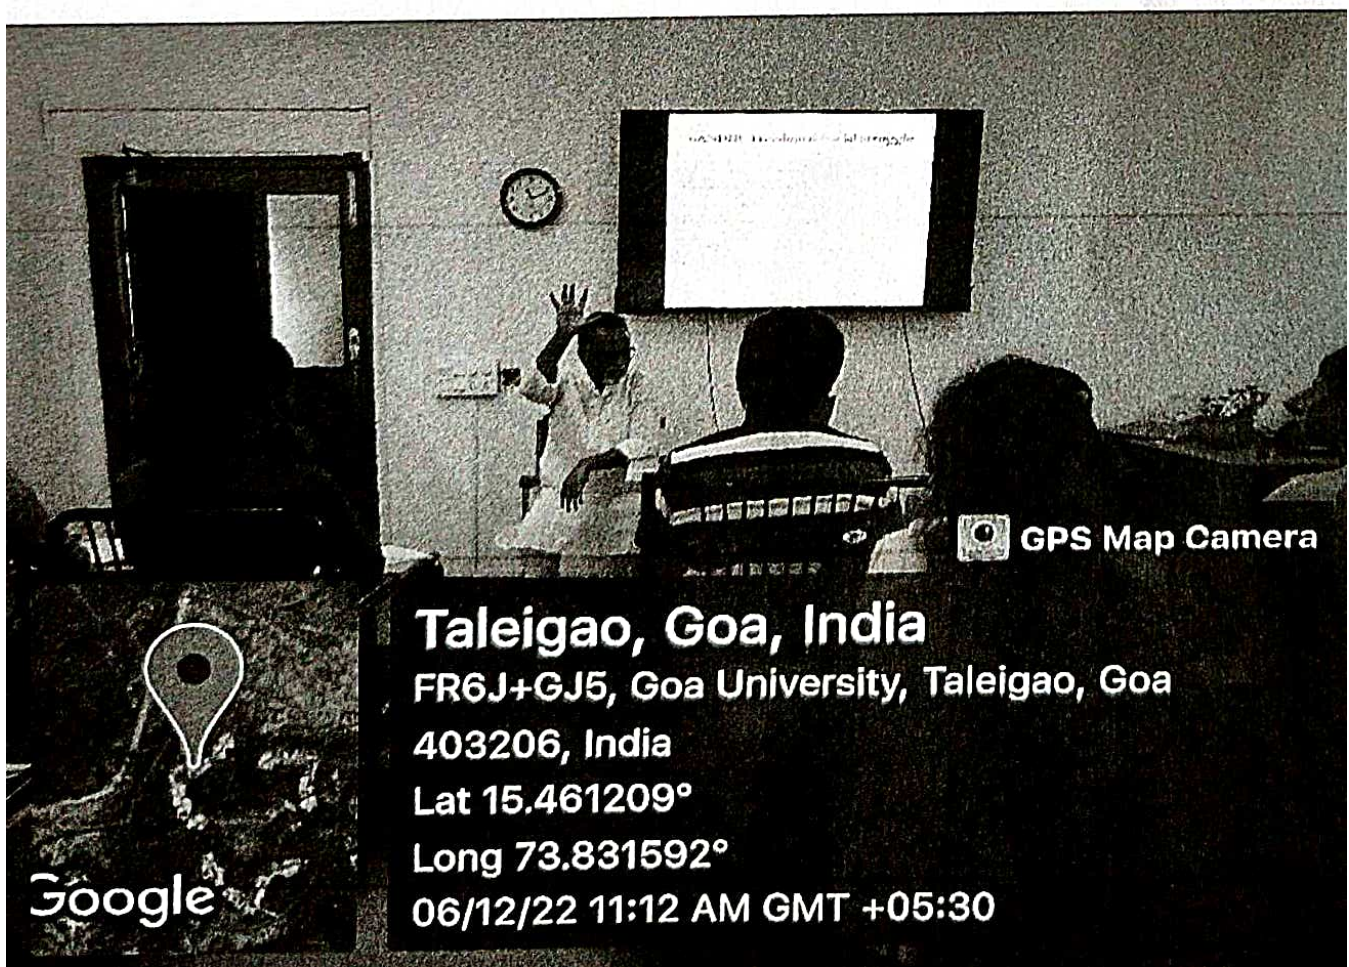 GPS Map Camera
Taleigao, Goa, India
FR6J+GJ5, Goa University, Taleigao, Goa
403206, India
Lat 15.461209°
Long 73.831592°
06/12/22 11:12 AM GMT +05:30
Google